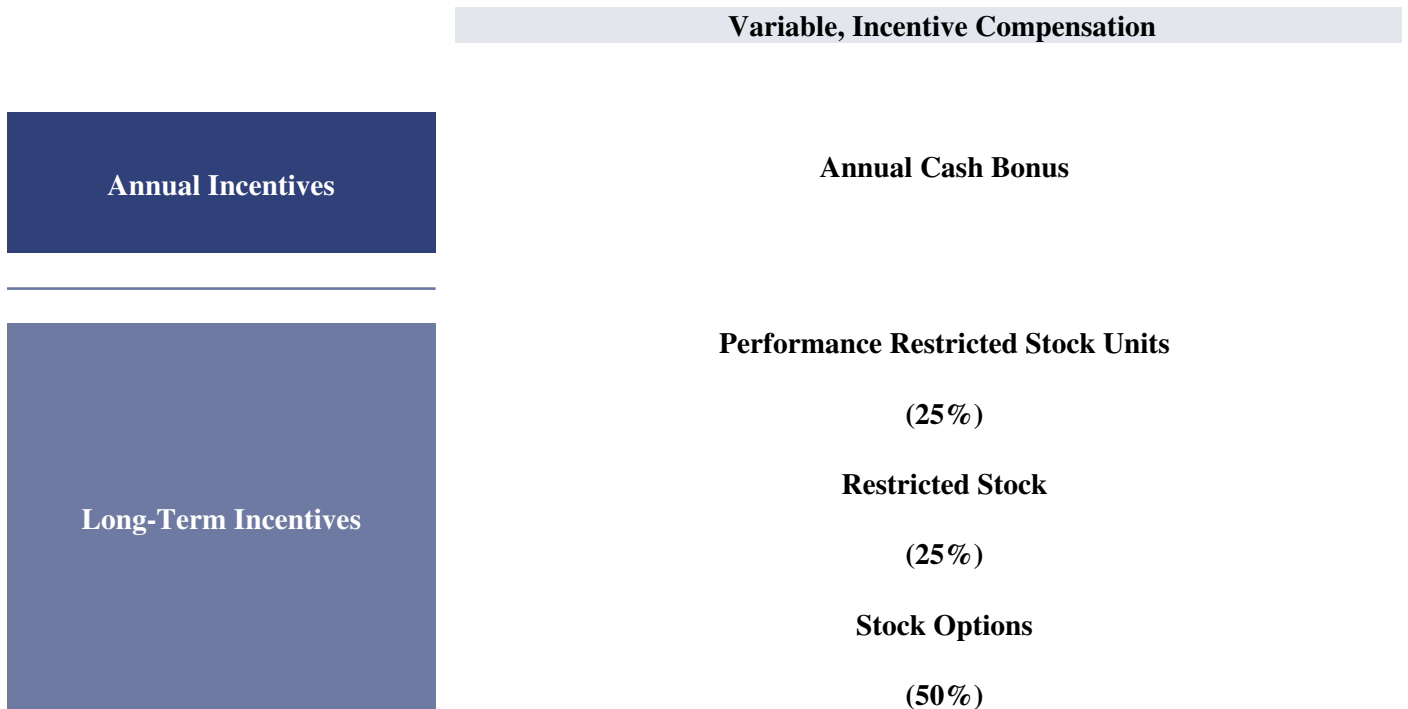 Variable, Incentive Compensation
Annual Incentives
Annual Cash Bonus
Long-Term Incentives
Performance Restricted Stock Units
(25%)
Restricted Stock
(25%)
Stock Options
(50%)